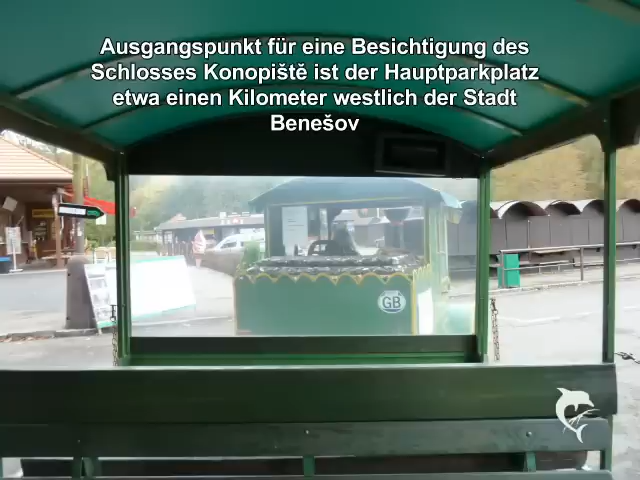 Ausgangspunkt für eine Besichtigung des
Schlosses Konopiště ist der Hauptparkplatz
etwa einen Kilometer westlich der Stadt
Benešov
GB